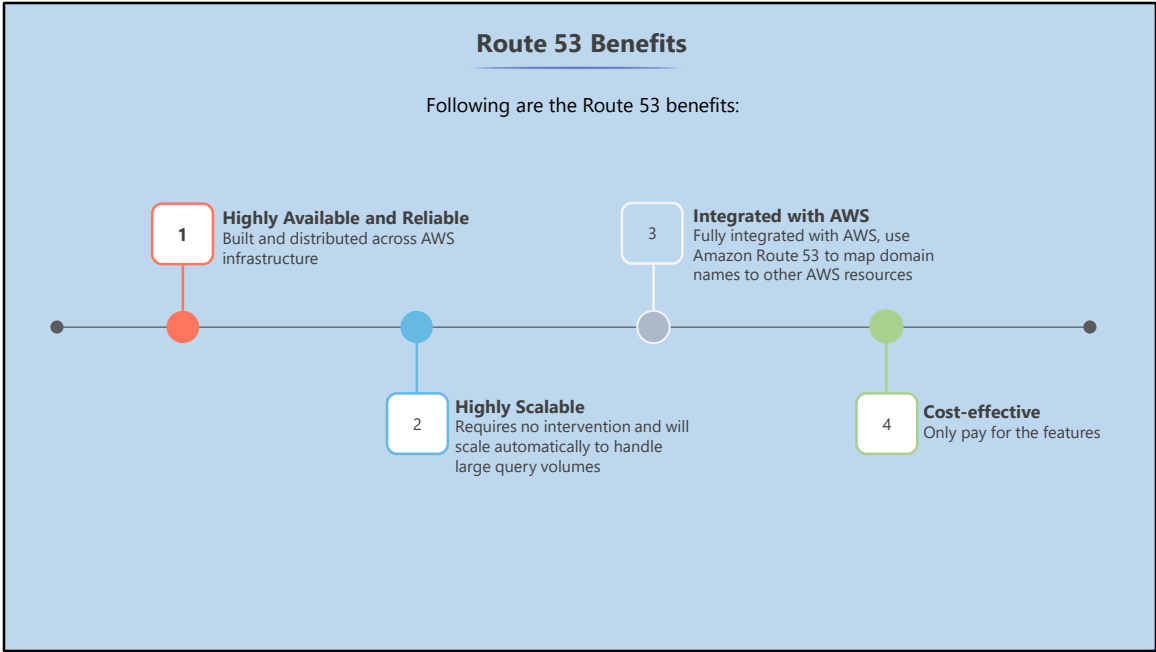 Route 53 Benefits
Following are the Route 53 benefits:
1
Highly Available and Reliable
Built and distributed across AWS
infrastructure
2
Highly Scalable
Requires no intervention and will
scale automatically to handle
large query volumes
3
Integrated with AWS
Fully integrated with AWS, use
Amazon Route 53 to map domain
names to other AWS resources
4
Cost-effective
Only pay for the features